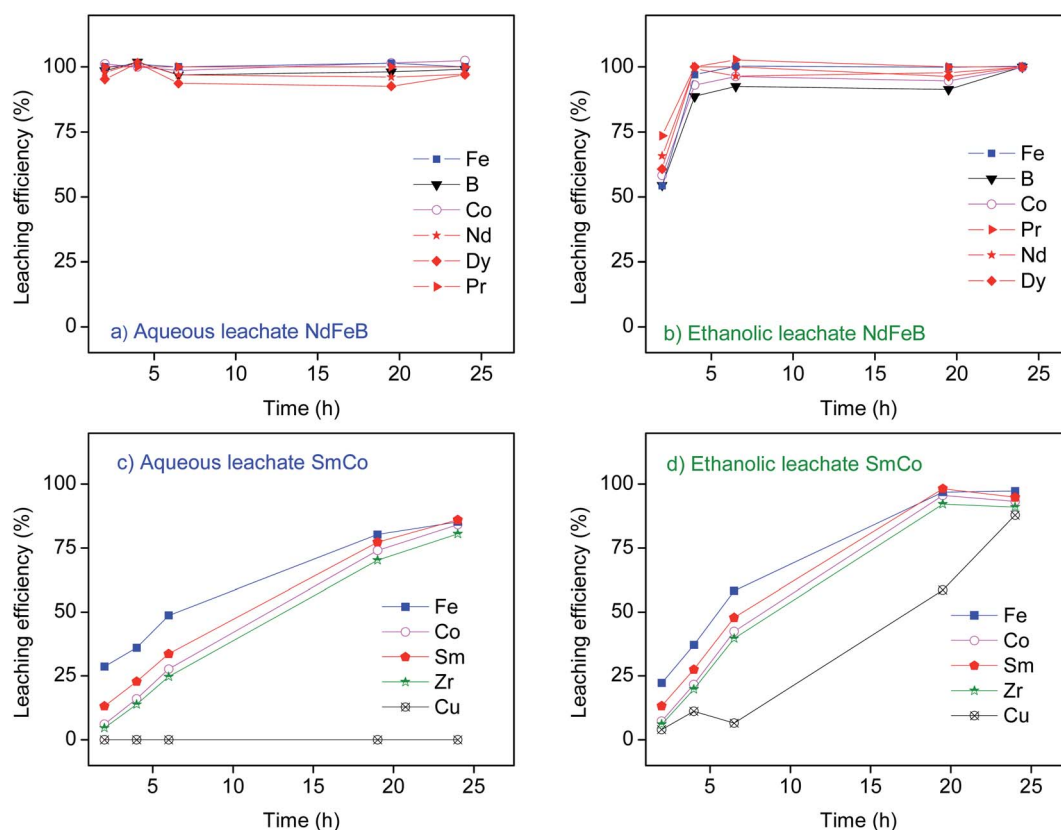 100
75
50
25
0
Leaching efficiency (%)
Fe
B
Co
Nd
Dy
Pr
a) Aqueous leachate NdFeB
5 10 15 20 25
Time (h)
100
75
50
25
0
Leaching efficiency (%)
Fe
B
Co
Pr
Nd
Dy
b) Ethanolic leachate NdFeB
5 10 15 20 25
Time (h)
c) Aqueous leachate SmCo
100
75
50
25
0
Leaching efficiency (%)
Fe
Co
Sm
Zr
Cu
5 10 15 20 25
Time (h)
d) Ethanolic leachate SmCo
100
75
50
25
0
Leaching efficiency (%)
Fe
Co
Sm
Zr
Cu
5 10 15 20 25
Time (h)